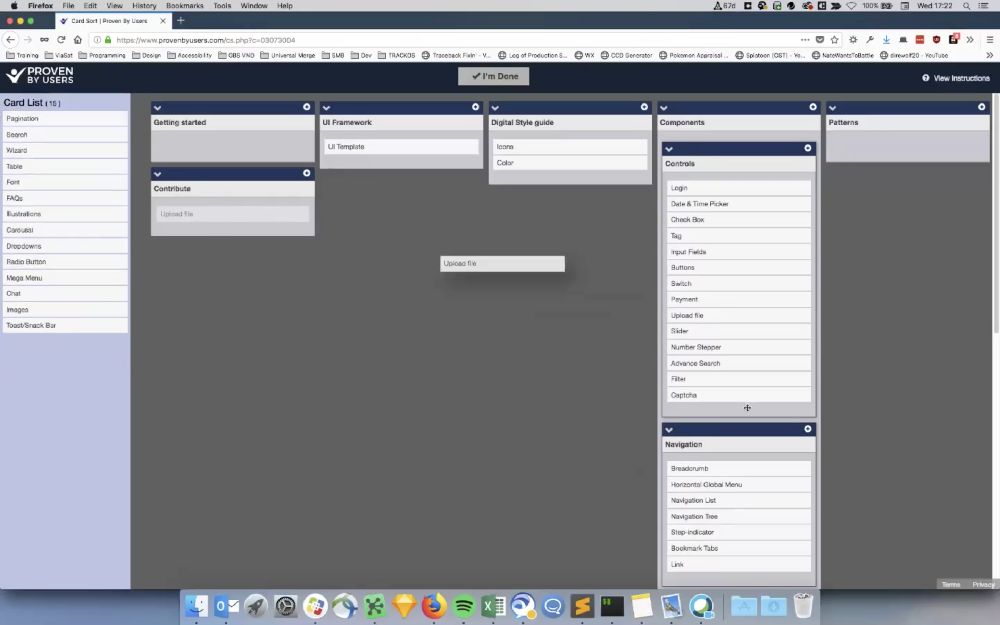 Firefox File Edit View History Bookmarks Tools Window Help 67d 100% Wed 17:22
Card Sort | Proven By Users
https://www.provenbyusers.com/cs.php?c=03073004
Training ViaSat Programming Design Accessibility GBS VNO Universal Merge SMB Dev TRACKOS Traceback Fixin' - V... Log of Production S... WX CCD Generator Pokemon Appraisal ... Splatoon [OST] - Yo... NateWantsToBattle direwolf20 - YouTube
PROVEN
BY USERS
I'm Done
View Instructions
Card List ( 15 )
Pagination
Search
Wizard
Table
Font
FAQs
Illustrations
Carousal
Dropdowns
Radio Button
Mega Menu
Chat
Images
Toast/Snack Bar
Getting started
Contribute
Upload file
UI Framework
UI Template
Upload file
Digital Style guide
Icons
Color
Components
Controls
Login
Date & Time Picker
Check Box
Tag
Input Fields
Buttons
Switch
Payment
Upload file
Slider
Number Stepper
Advance Search
Filter
Captcha
Navigation
Breadcrumb
Horizontal Global Menu
Navigation List
Navigation Tree
Step-indicator
Bookmark Tabs
Link
Patterns
Terms Privacy